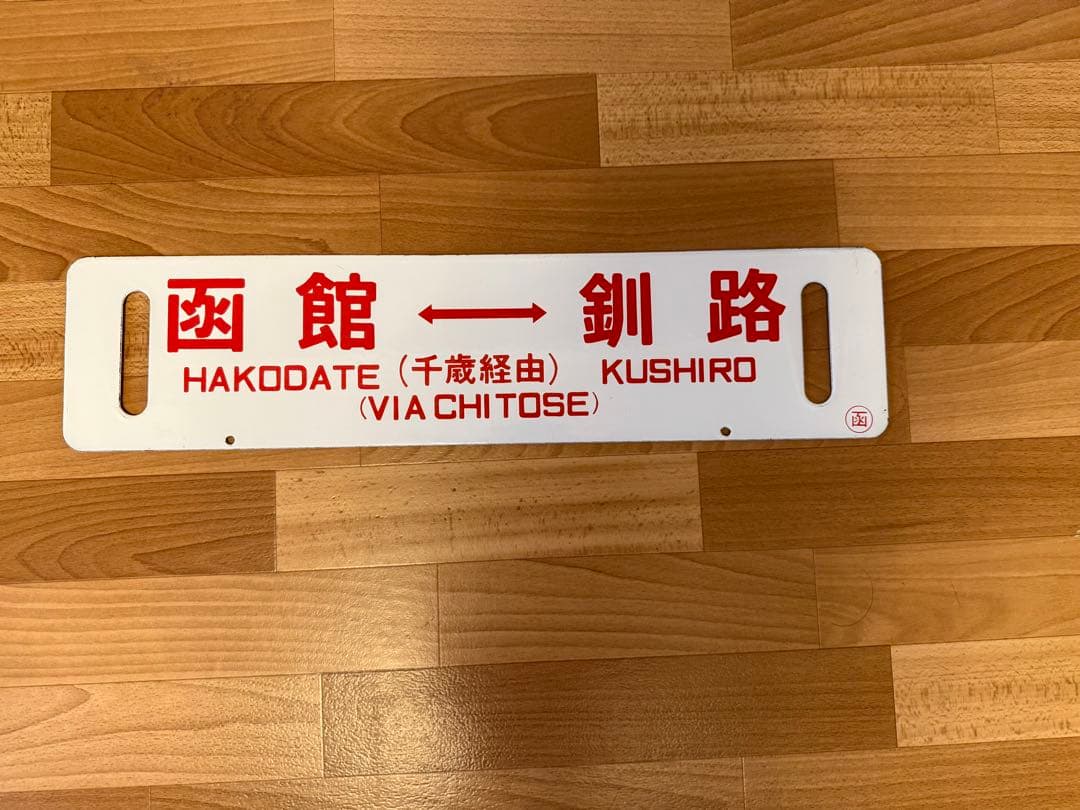 函館 ⟷ 釧路
HAKODATE (千歳経由) KUSHIRO
(VIA CHITOSE)
函